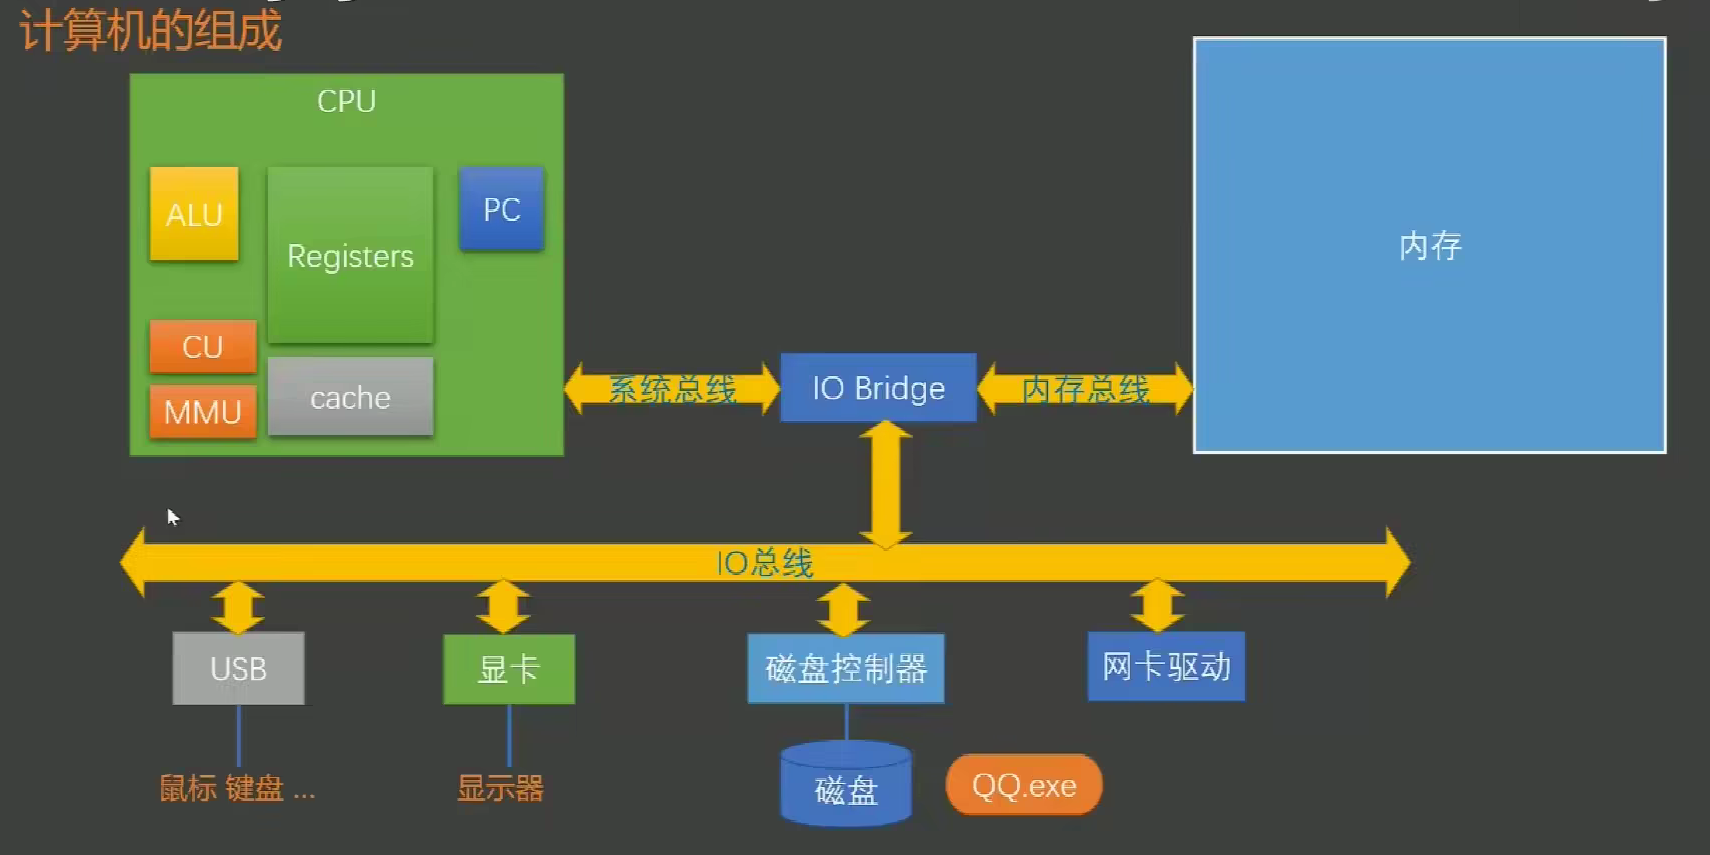 计算机的组成
CPU
ALU
Registers
PC
CU
MMU
cache
系统总线
IO Bridge
内存总线
内存
IO总线
USB
显卡
磁盘控制器
网卡驱动
鼠标 键盘 ...
显示器
磁盘
QQ.exe